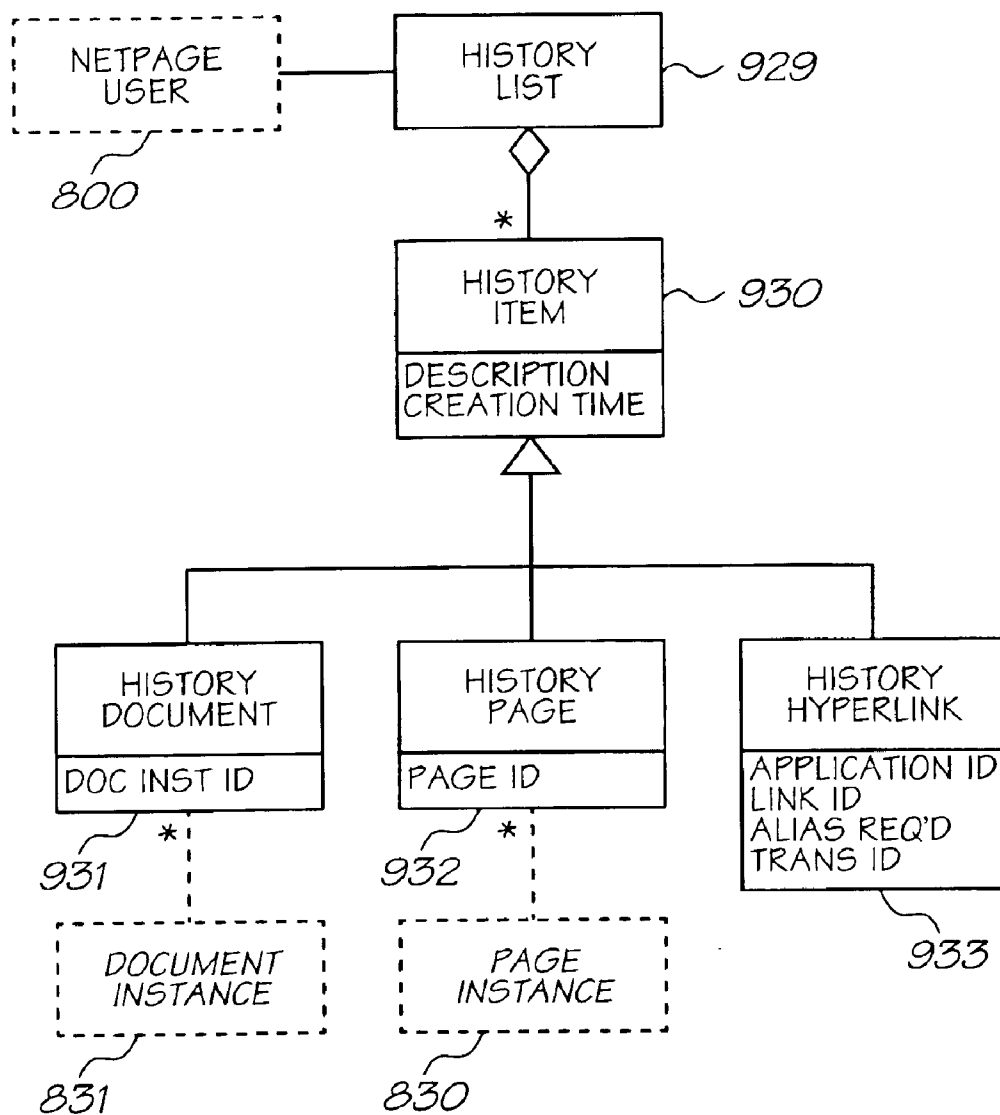 NETPAGE
USER
800
HISTORY
LIST
929
*
HISTORY
ITEM
930
DESCRIPTION
CREATION TIME
HISTORY
DOCUMENT
DOC INST ID
931
*
HISTORY
PAGE
PAGE ID
932
*
HISTORY
HYPERLINK
APPLICATION ID
LINK ID
ALIAS REQ'D
TRANS ID
933
DOCUMENT
INSTANCE
831
PAGE
INSTANCE
830